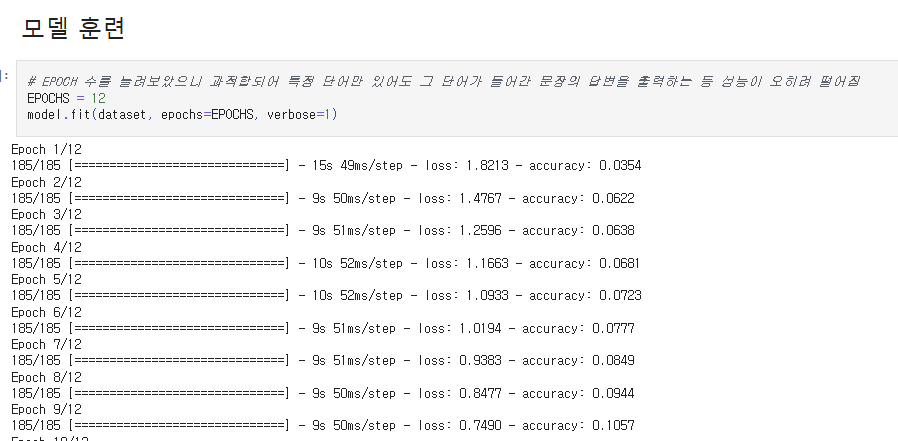 모델 훈련
]:
# EPOCH 수를 늘려보았으니 과적합되어 특정 단어만 있어도 그 단어가 들어간 문장의 답변을 출력하는 등 성능이 오히려 떨어짐
EPOCHS = 12
model.fit(dataset, epochs=EPOCHS, verbose=1)
Epoch 1/12
185/185 [==============================] - 15s 49ms/step - loss: 1.8213 - accuracy: 0.0354
Epoch 2/12
185/185 [==============================] - 9s 50ms/step - loss: 1.4767 - accuracy: 0.0622
Epoch 3/12
185/185 [==============================] - 9s 51ms/step - loss: 1.2596 - accuracy: 0.0638
Epoch 4/12
185/185 [==============================] - 10s 52ms/step - loss: 1.1663 - accuracy: 0.0681
Epoch 5/12
185/185 [==============================] - 10s 52ms/step - loss: 1.0933 - accuracy: 0.0723
Epoch 6/12
185/185 [==============================] - 9s 51ms/step - loss: 1.0194 - accuracy: 0.0777
Epoch 7/12
185/185 [==============================] - 9s 51ms/step - loss: 0.9383 - accuracy: 0.0849
Epoch 8/12
185/185 [==============================] - 9s 50ms/step - loss: 0.8477 - accuracy: 0.0944
Epoch 9/12
185/185 [==============================] - 9s 50ms/step - loss: 0.7490 - accuracy: 0.1057
Epoch 10/12